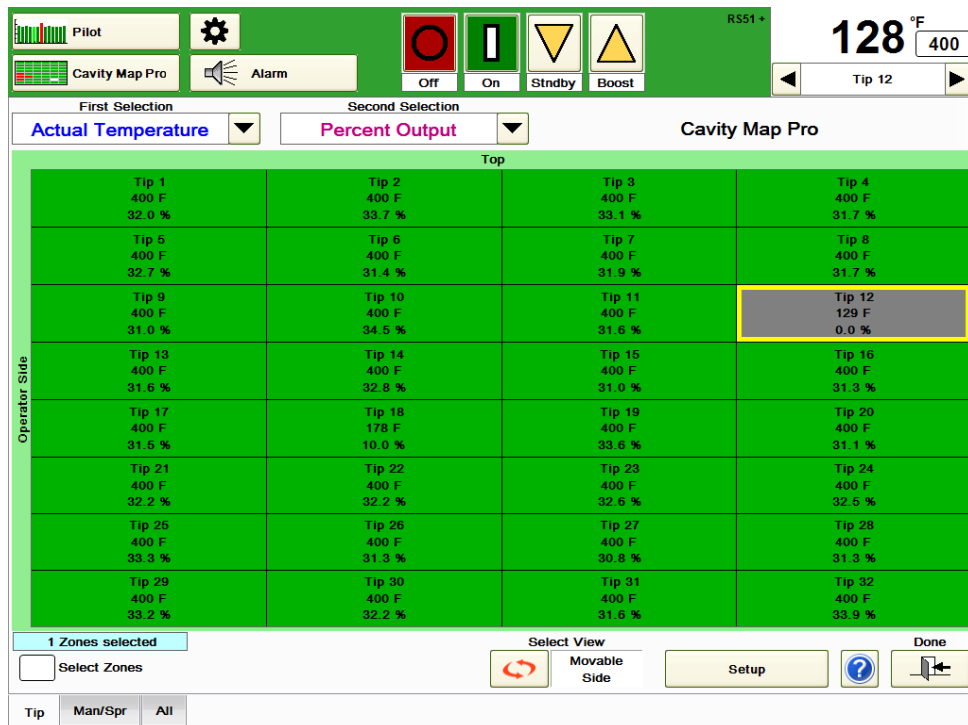 Pilot
RS51 +
128 °F
400
Cavity Map Pro
Alarm
Off
On
Stndby
Boost
Tip 12
First Selection
Second Selection
Actual Temperature
Percent Output
Cavity Map Pro
Top
Operator Side
Tip 1 Tip 2 Tip 3 Tip 4
400 F 400 F 400 F 400 F
32.0 % 33.7 % 33.1 % 31.7 %
Tip 5 Tip 6 Tip 7 Tip 8
400 F 400 F 400 F 400 F
32.7 % 31.4 % 31.9 % 31.7 %
Tip 9 Tip 10 Tip 11 Tip 12
400 F 400 F 400 F 129 F
31.0 % 34.5 % 31.6 % 0.0 %
Tip 13 Tip 14 Tip 15 Tip 16
400 F 400 F 400 F 400 F
31.6 % 32.8 % 31.0 % 31.3 %
Tip 17 Tip 18 Tip 19 Tip 20
400 F 178 F 400 F 400 F
31.5 % 10.0 % 33.6 % 31.1 %
Tip 21 Tip 22 Tip 23 Tip 24
400 F 400 F 400 F 400 F
32.2 % 32.2 % 32.6 % 32.5 %
Tip 25 Tip 26 Tip 27 Tip 28
400 F 400 F 400 F 400 F
33.3 % 31.3 % 30.8 % 31.3 %
Tip 29 Tip 30 Tip 31 Tip 32
400 F 400 F 400 F 400 F
33.2 % 32.2 % 31.6 % 33.9 %
1 Zones selected
Select View
Done
Select Zones
Movable
Side
Setup
?
Tip
Man/Spr
All